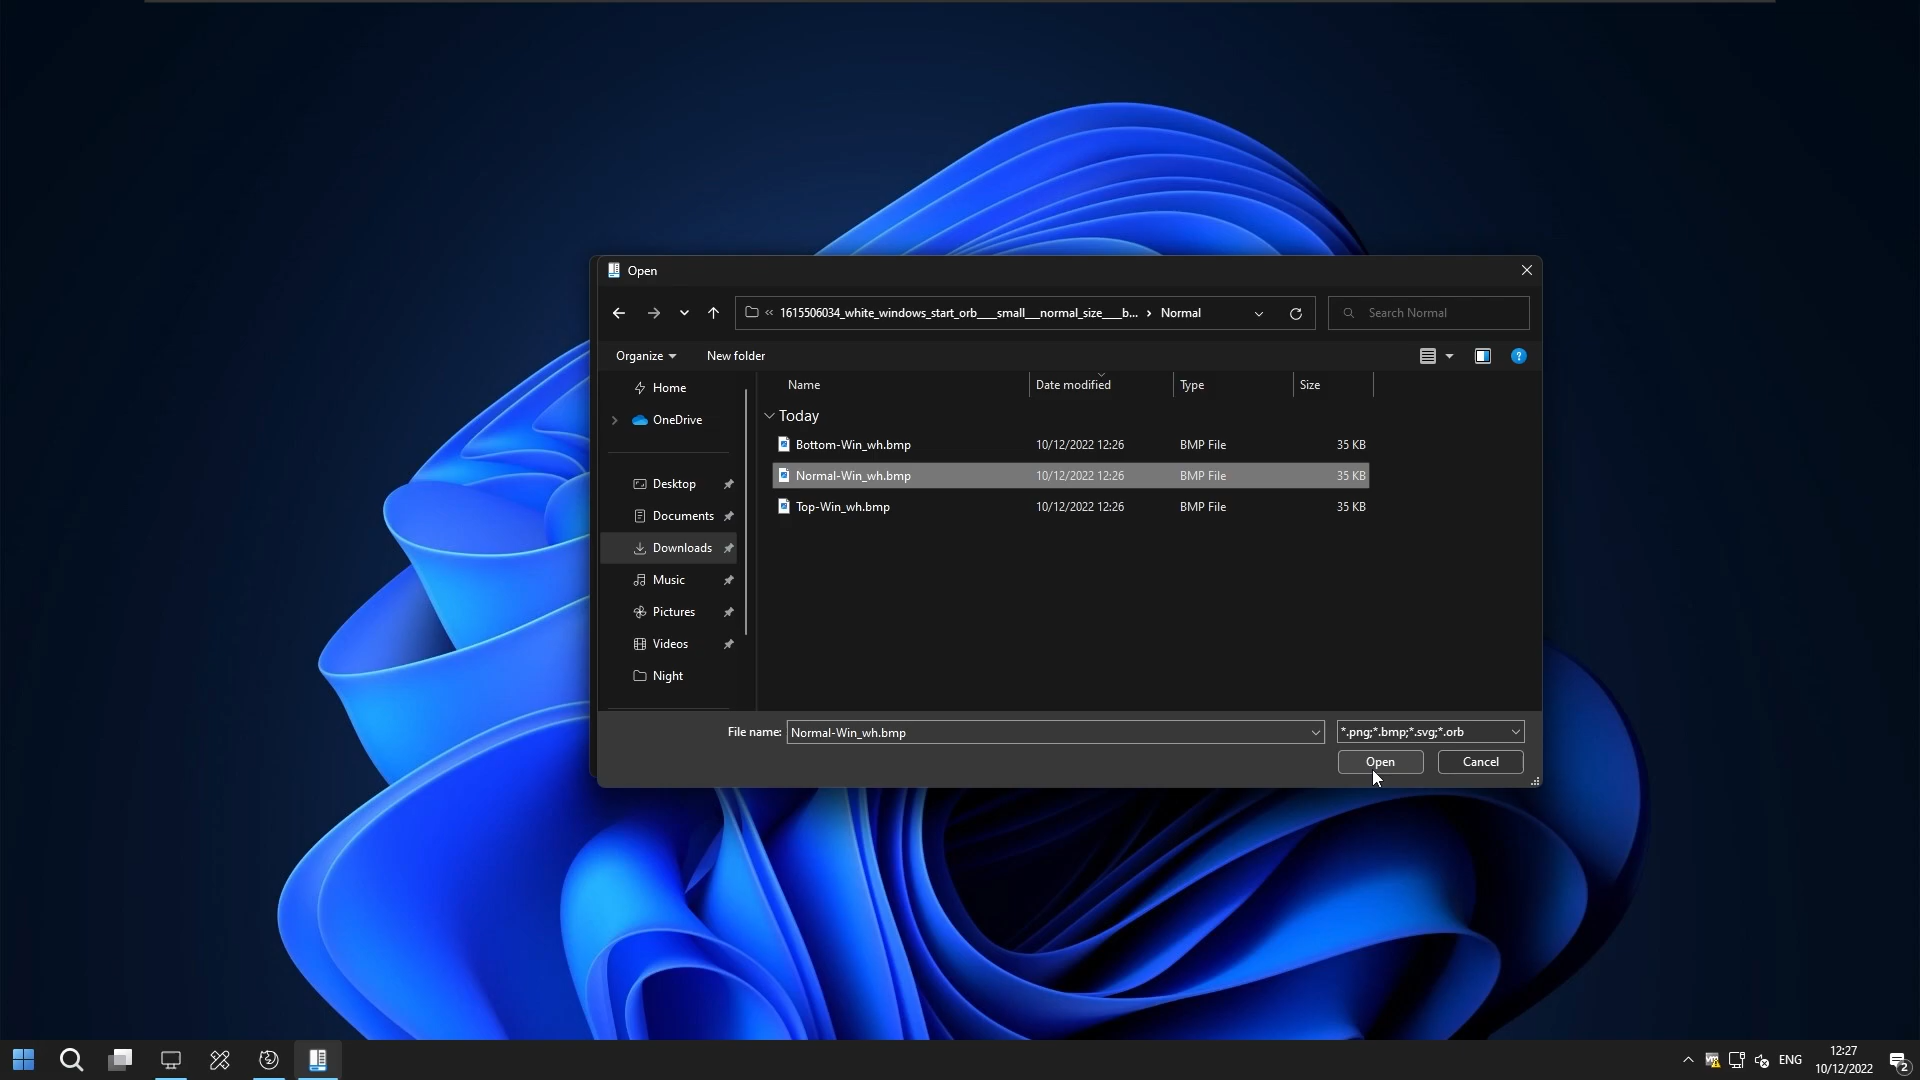 Open
« 1615506034_white_windows_start_orb___small__normal_size___b... › Normal
Search Normal
Organize
New folder
?
Name
Date modified
Type
Size
Home
OneDrive
Desktop
Documents
Downloads
Music
Pictures
Videos
Night
Today
Bottom-Win_wh.bmp 10/12/2022 12:26 BMP File 35 KB
Normal-Win_wh.bmp 10/12/2022 12:26 BMP File 35 KB
Top-Win_wh.bmp 10/12/2022 12:26 BMP File 35 KB
File name: Normal-Win_wh.bmp
*.png;*.bmp;*.svg;*.orb
Open
Cancel
ENG
12:27
10/12/2022
2